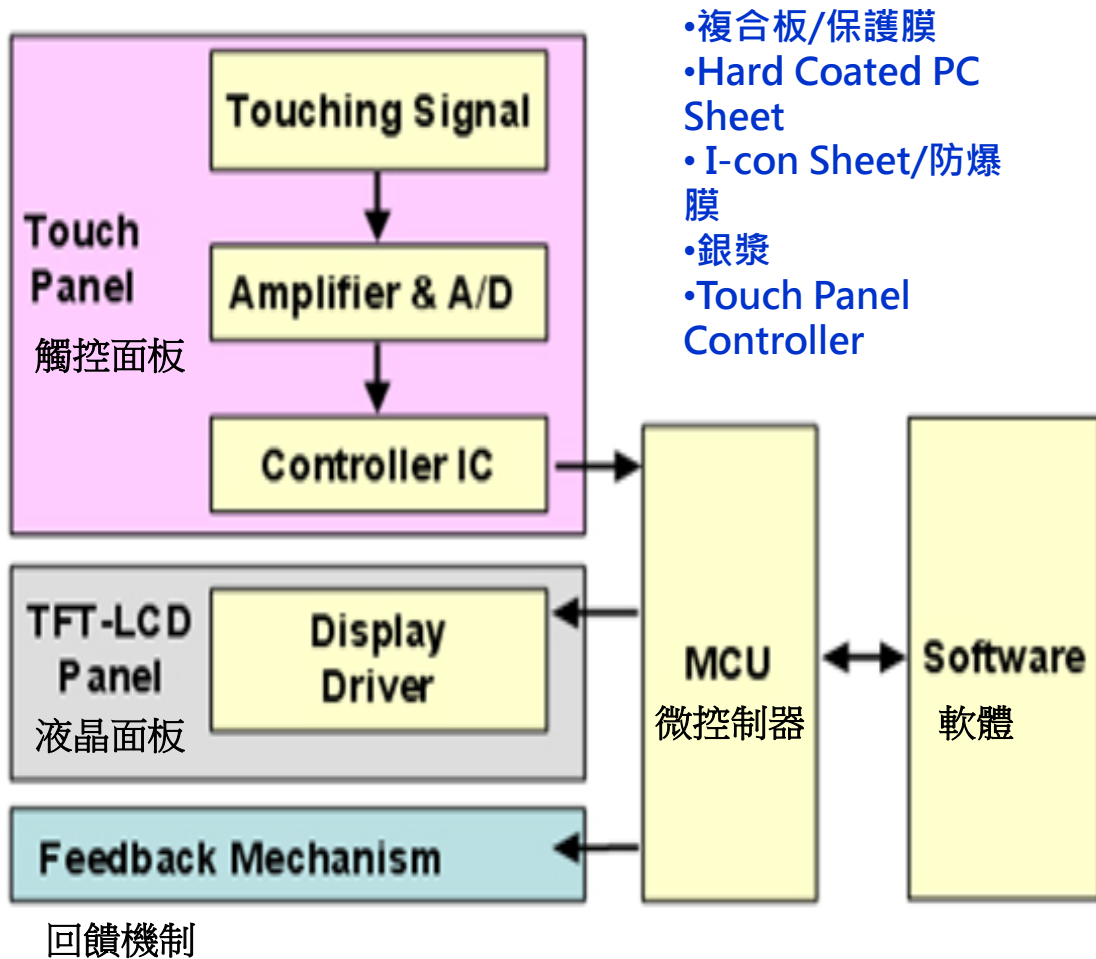 •複合板/保護膜
•Hard Coated PC
Sheet
• I-con Sheet/防爆
膜
•銀漿
•Touch Panel
Controller
Touching Signal
Touch
Panel
觸控面板
Amplifier & A/D
Controller IC
TFT-LCD
Panel
液晶面板
Display
Driver
MCU
微控制器
Software
軟體
Feedback Mechanism
回饋機制